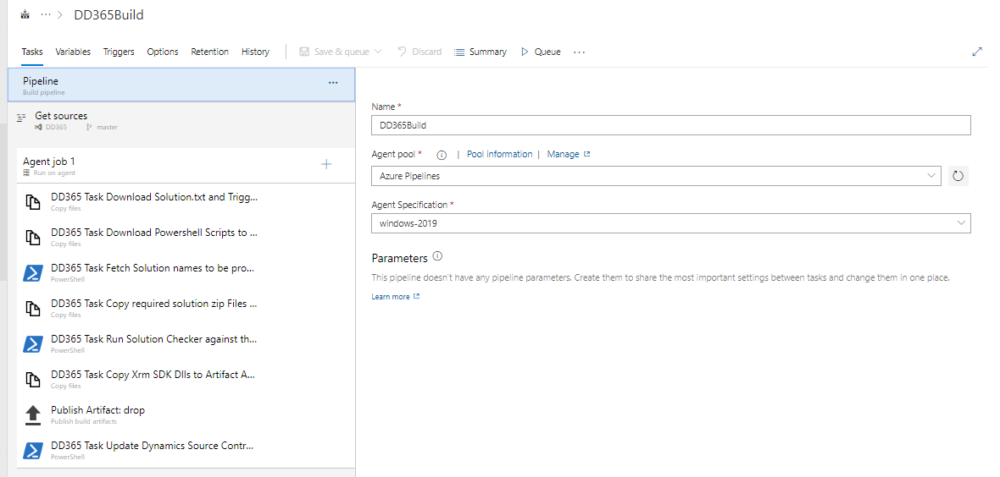 ··· > DD365Build
Tasks Variables Triggers Options Retention History Save & queue Discard Summary Queue ···
Pipeline ···
Build pipeline
Get sources
DD365 master
Agent job 1
Run on agent
DD365 Task Download Solution.txt and Trigg...
Copy files
DD365 Task Download Powershell Scripts to ...
Copy files
DD365 Task Fetch Solution names to be pro...
PowerShell
DD365 Task Copy required solution zip Files ...
Copy files
DD365 Task Run Solution Checker against th...
PowerShell
DD365 Task Copy Xrm SDK Dlls to Artifact A...
Copy files
Publish Artifact: drop
Publish build artifacts
DD365 Task Update Dynamics Source Contr...
PowerShell
Name *
DD365Build
Agent pool * | Pool information | Manage
Azure Pipelines
Agent Specification *
windows-2019
Parameters
This pipeline doesn't have any pipeline parameters. Create them to share the most important settings between tasks and change them in one place.
Learn more